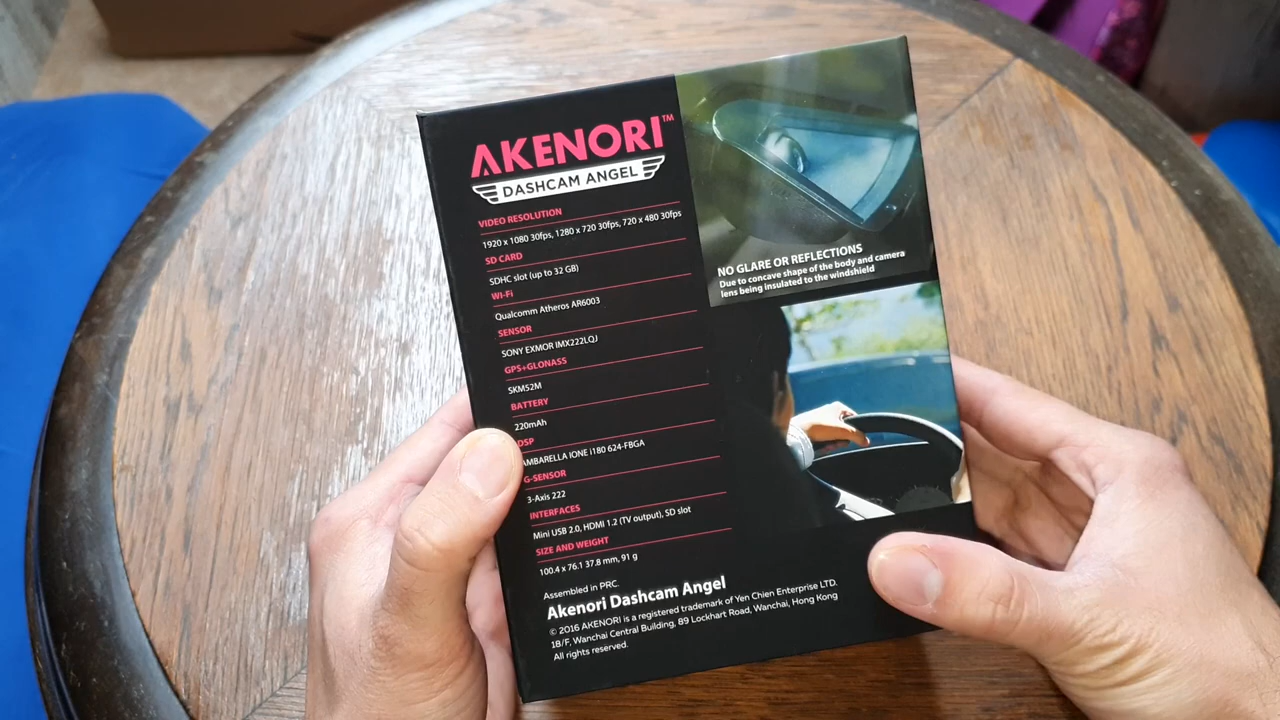 AKENORI™
DASHCAM ANGEL
VIDEO RESOLUTION
1920 x 1080 30fps, 1280 x 720 30fps, 720 x 480 30fps
SD CARD
SDHC slot (up to 32 GB)
WI-Fi
Qualcomm Atheros AR6003
SENSOR
SONY EXMOR IMX222LQJ
GPS+GLONASS
SKM52M
BATTERY
220mAh
DSP
AMBARELLA IONE i180 624-FBGA
G-SENSOR
3-Axis 222
INTERFACES
Mini USB 2.0, HDMI 1.2 (TV output), SD slot
SIZE AND WEIGHT
100.4 x 76.1 37.8 mm, 91 g
Assembled in PRC.
Akenori Dashcam Angel
© 2016 AKENORI is a registered trademark of Yen Chien Enterprise LTD.
18/F, Wanchai Central Building, 89 Lockhart Road, Wanchai, Hong Kong
All rights reserved.
NO GLARE OR REFLECTIONS
Due to concave shape of the body and camera
lens being insulated to the windshield